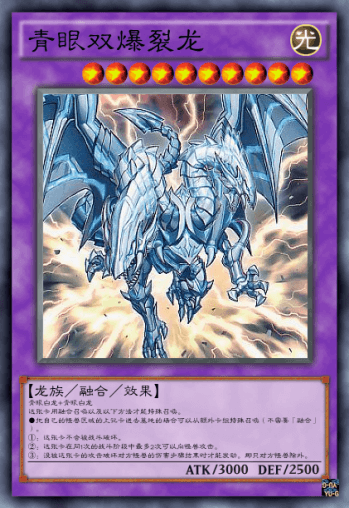 青眼双爆裂龙
光
【龙族／融合／效果】
青眼白龙+青眼白龙
这张卡用融合召唤以及以下方法才能特殊召唤。
●把自己的怪兽区域的上记卡送去墓地的场合可以从额外卡组特殊召唤（不需要「融合」）。
①：这张卡不会被战斗破坏。
②：这张卡在同1次的战斗阶段中最多2次可以向怪兽攻击。
③：没被这张卡的攻击破坏对方怪兽的伤害步骤结束时才能发动。那只对方怪兽除外。
ATK/3000 DEF/2500